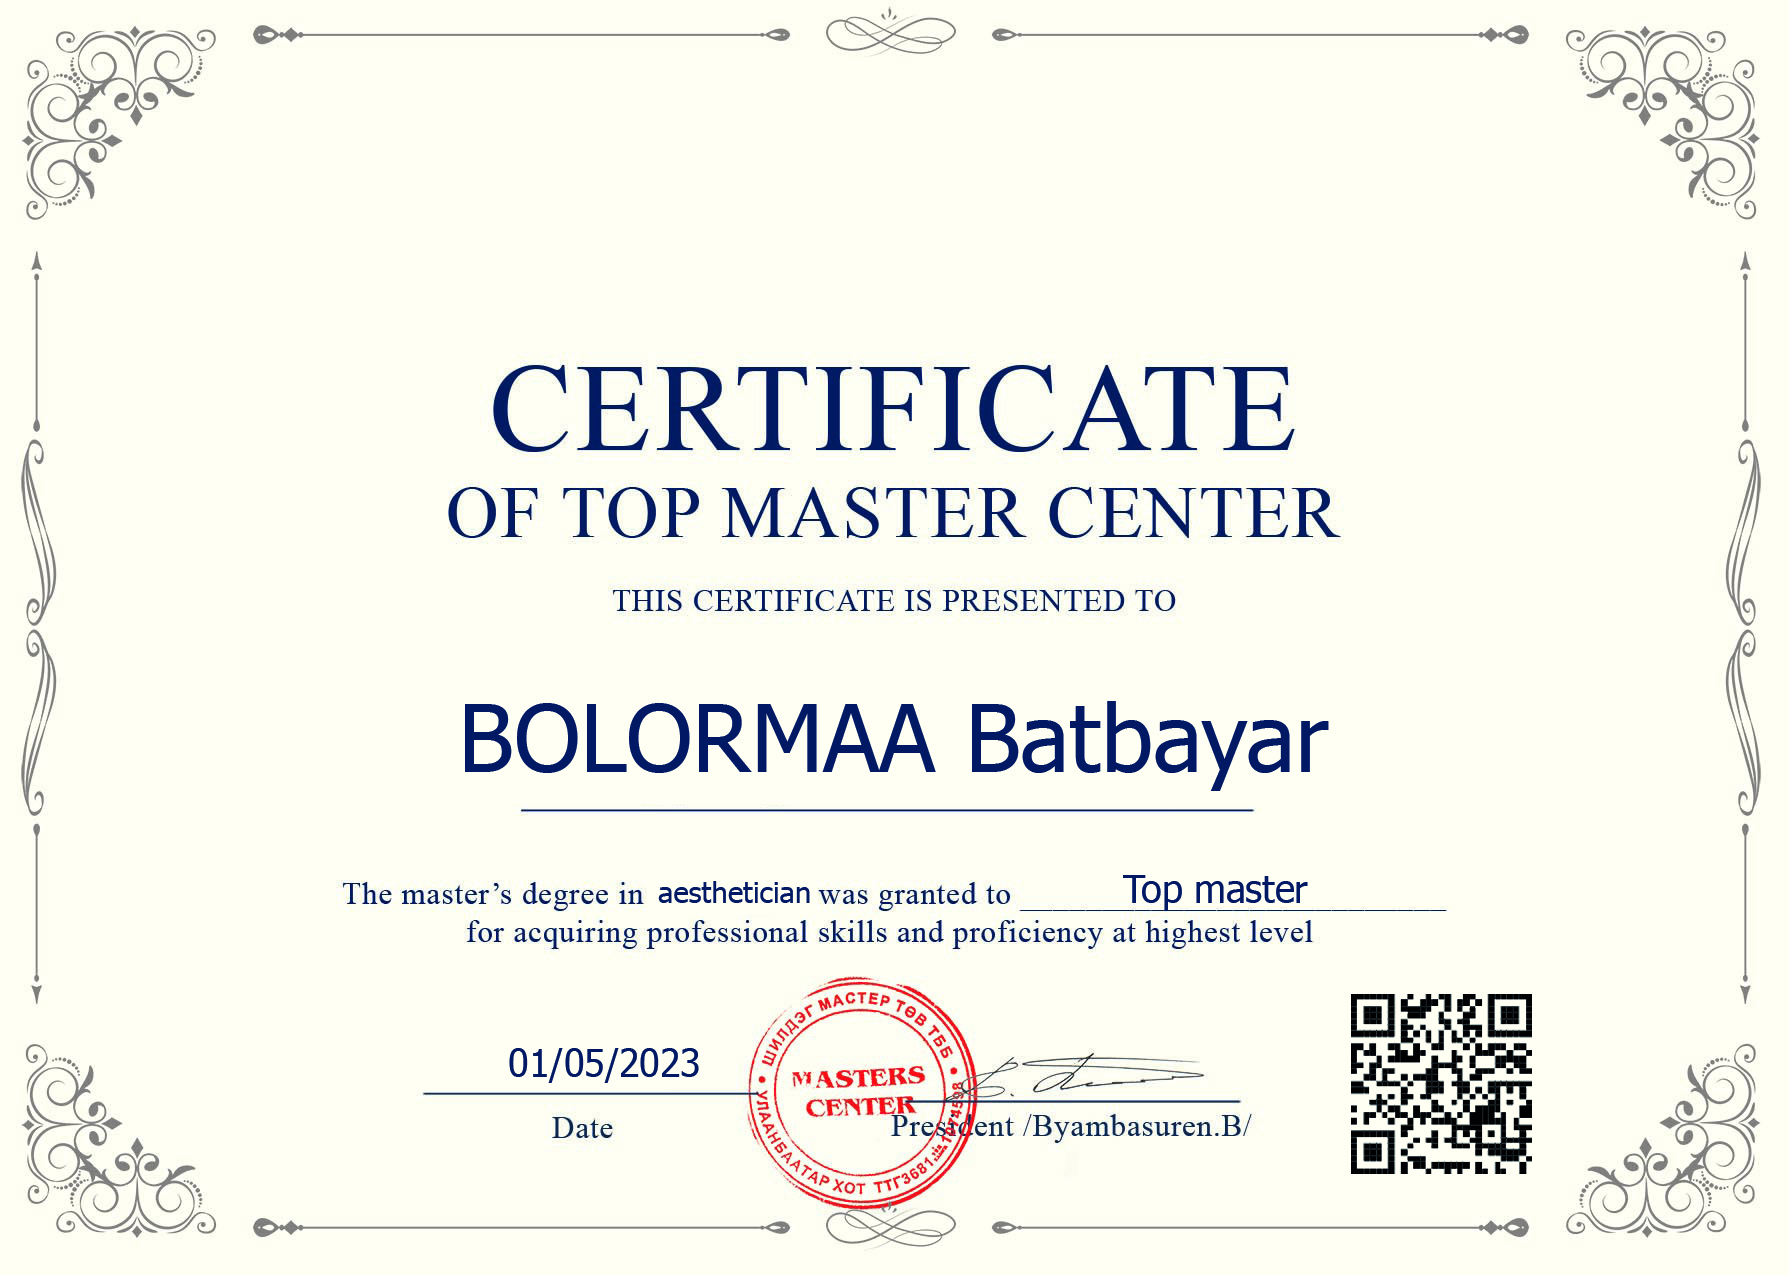 CERTIFICATE
OF TOP MASTER CENTER
THIS CERTIFICATE IS PRESENTED TO
BOLORMAA Batbayar
The master’s degree in aesthetician was granted to Top master
for acquiring professional skills and proficiency at highest level
01/05/2023
Date
ШИЛДЭГ МАСТЕР ТӨВ ТББ
MASTERS
CENTER
УЛААНБААТАР ХОТ ТТГ3681
1074598
President /Byambasuren.B/